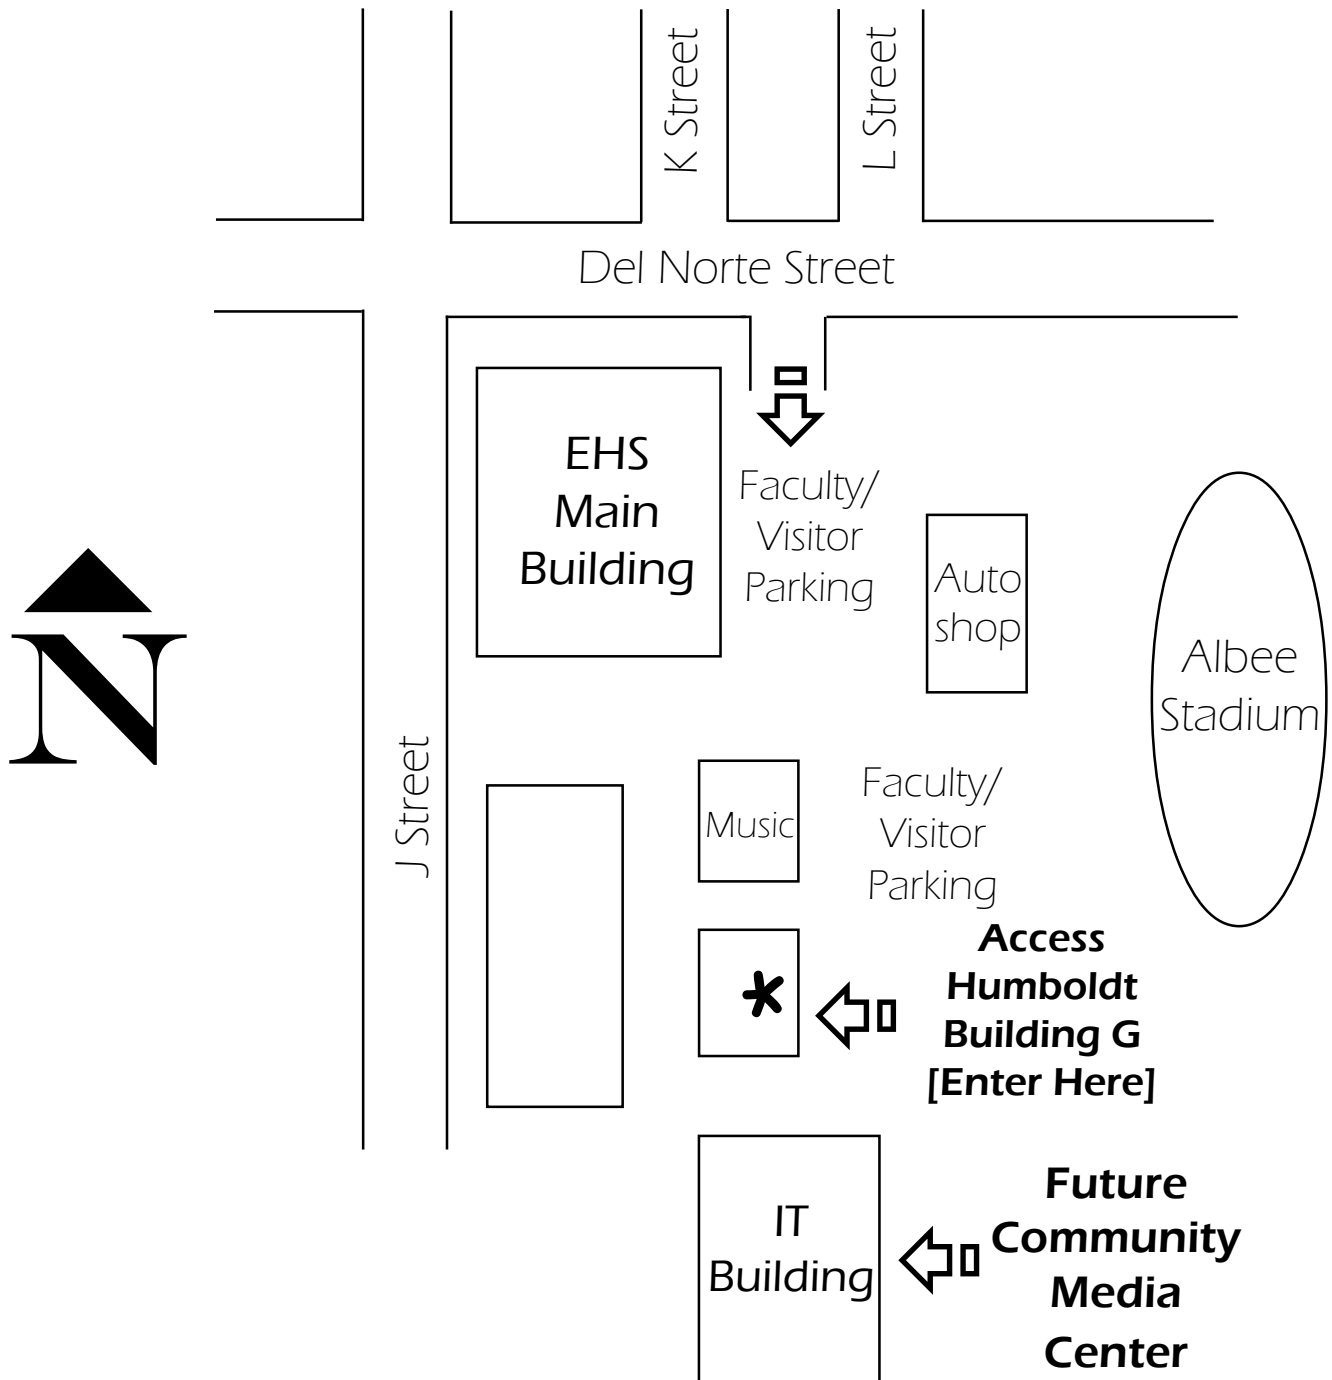 K Street
L Street
Del Norte Street
EHS
Main
Building
Faculty/
Visitor
Parking
Auto
shop
Albee
Stadium
N
J Street
Music
Faculty/
Visitor
Parking
Access
Humboldt
Building G
[Enter Here]
IT
Building
Future
Community
Media
Center